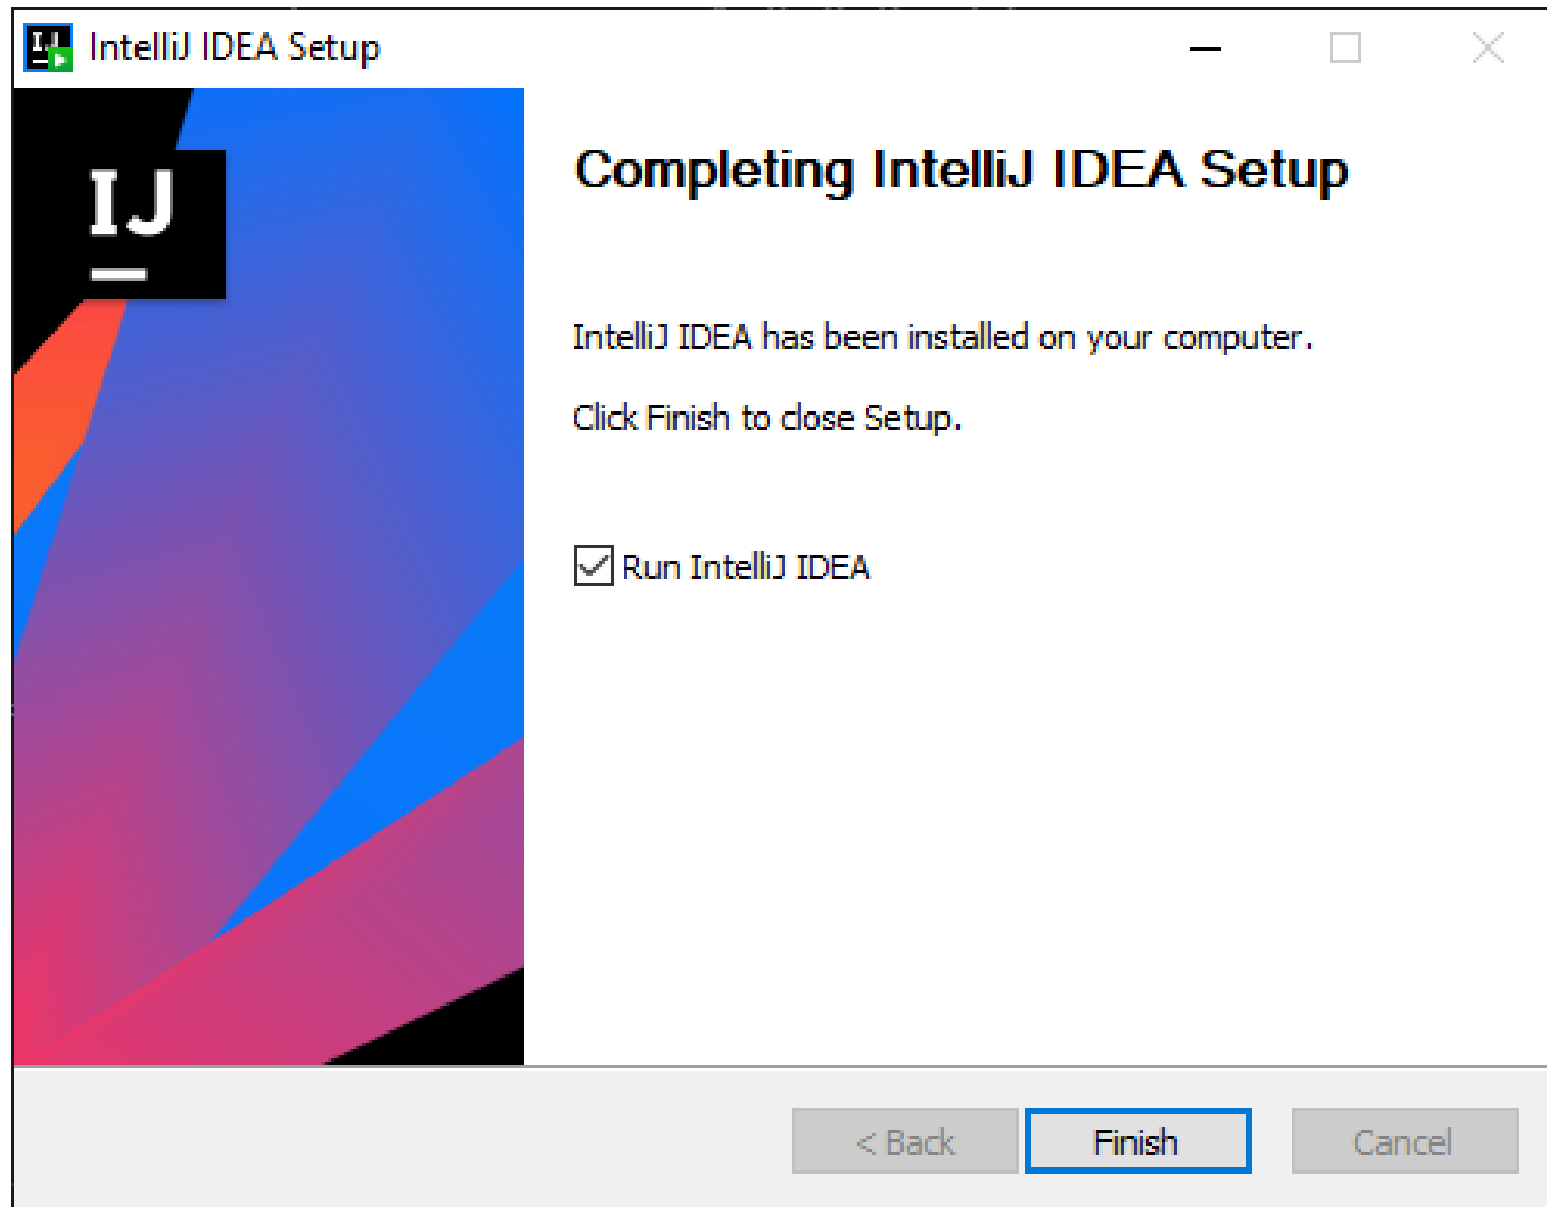 IJ IntelliJ IDEA Setup
IJ
Completing IntelliJ IDEA Setup
IntelliJ IDEA has been installed on your computer.
Click Finish to close Setup.
Run IntelliJ IDEA
< Back
Finish
Cancel